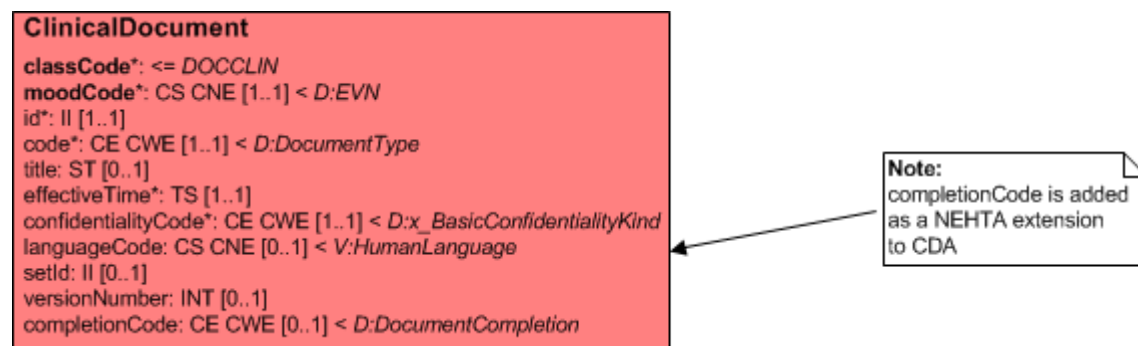 ClinicalDocument
classCode*: <= DOCCLIN
moodCode*: CS CNE [1..1] < D:EVN
id*: II [1..1]
code*: CE CWE [1..1] < D:DocumentType
title: ST [0..1]
effectiveTime*: TS [1..1]
confidentialityCode*: CE CWE [1..1] < D:x_BasicConfidentialityKind
languageCode: CS CNE [0..1] < V:HumanLanguage
setId: II [0..1]
versionNumber: INT [0..1]
completionCode: CE CWE [0..1] < D:DocumentCompletion
Note:
completionCode is added
as a NEHTA extension
to CDA